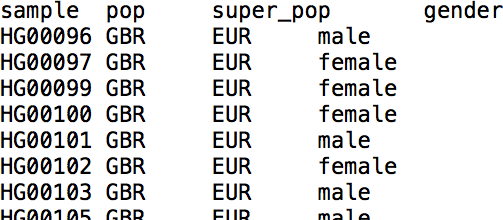 sample pop super_pop gender
HG00096 GBR EUR male
HG00097 GBR EUR female
HG00099 GBR EUR female
HG00100 GBR EUR female
HG00101 GBR EUR male
HG00102 GBR EUR female
HG00103 GBR EUR male
HG00105 GBR EUR male